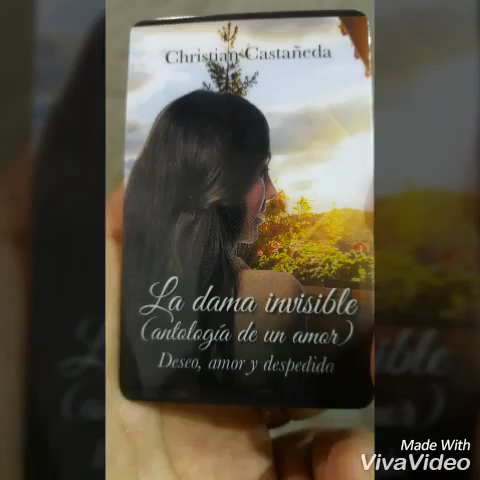 Christian Castañeda
La dama invisible
(antología de un amor)
Deseo, amor y despedida
Made With
VivaVideo